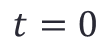 t = 0